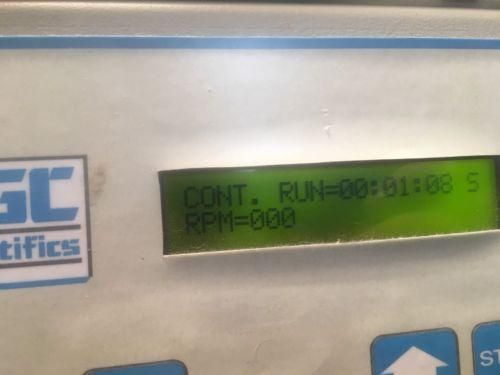 CONT. RUN=00:01:08 S
RPM=000
GC
tifics
ST